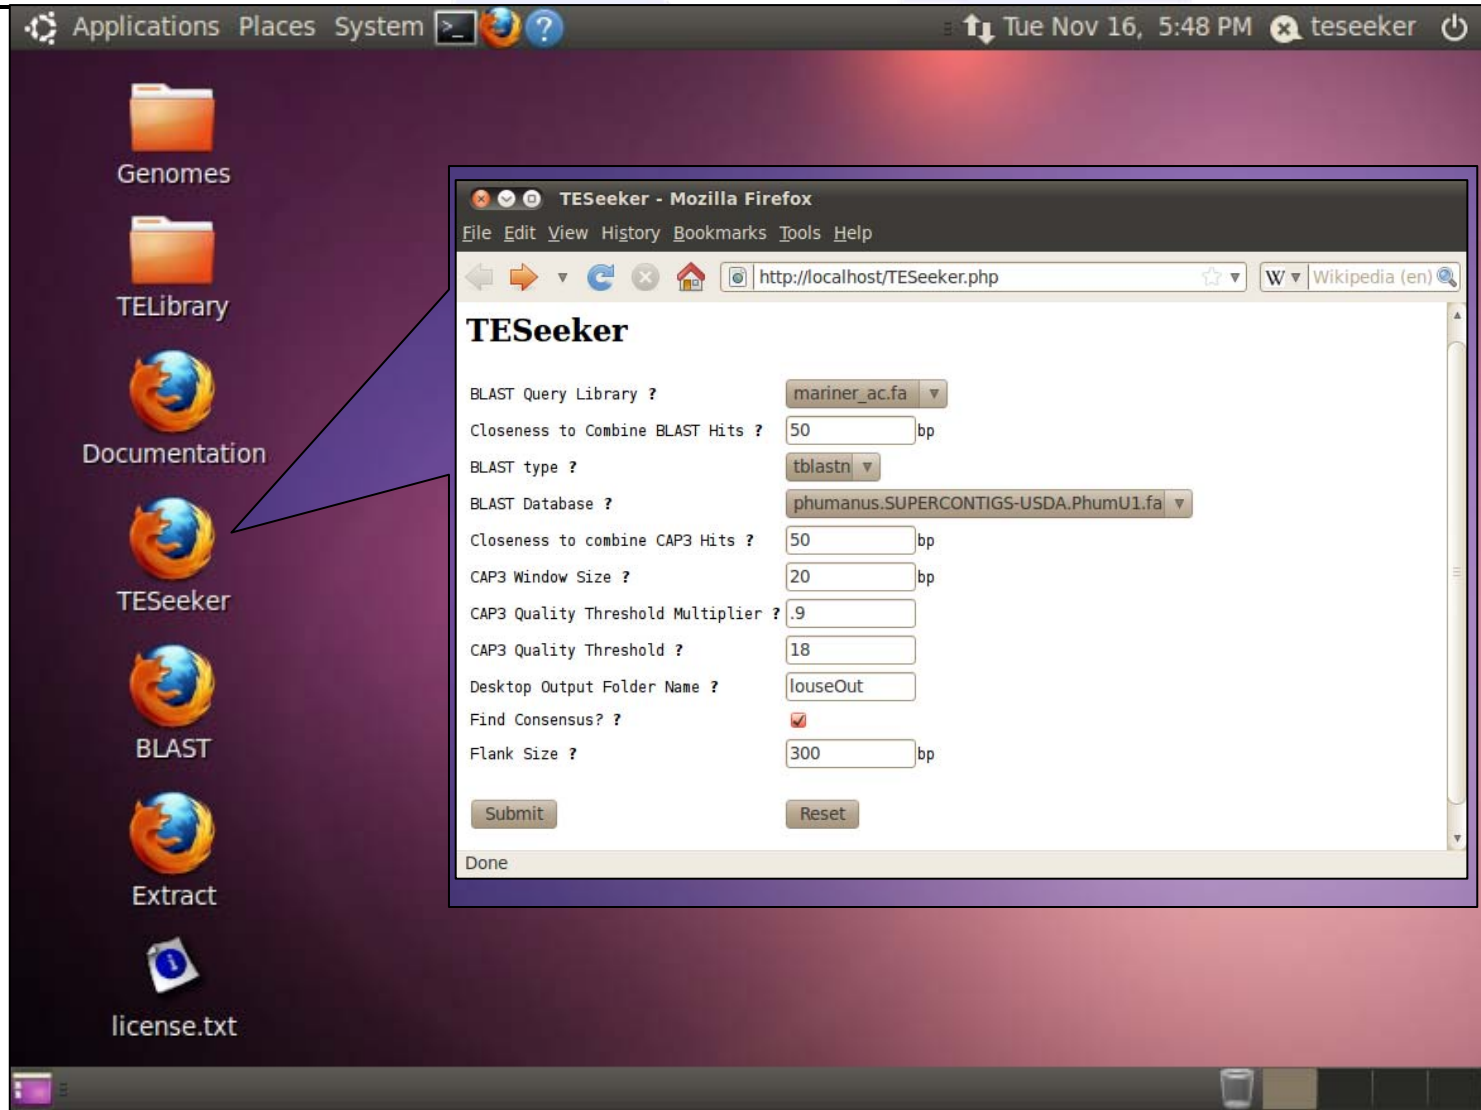 Applications Places System >_ ? Tue Nov 16, 5:48 PM teseeker
Genomes
TELibrary
Documentation
TESeeker
BLAST
Extract
i
license.txt
TESeeker - Mozilla Firefox
File Edit View History Bookmarks Tools Help
http://localhost/TESeeker.php W Wikipedia (en)
TESeeker
BLAST Query Library ? mariner_ac.fa
Closeness to Combine BLAST Hits ? 50 bp
BLAST type ? tblastn
BLAST Database ? phumanus.SUPERCONTIGS-USDA.PhumU1.fa
Closeness to combine CAP3 Hits ? 50 bp
CAP3 Window Size ? 20 bp
CAP3 Quality Threshold Multiplier ? .9
CAP3 Quality Threshold ? 18
Desktop Output Folder Name ? louseOut
Find Consensus? ?
Flank Size ? 300 bp
Submit Reset
Done